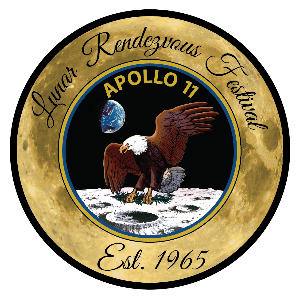 Lunar Rendezvous Festival
APOLLO 11
Est. 1965